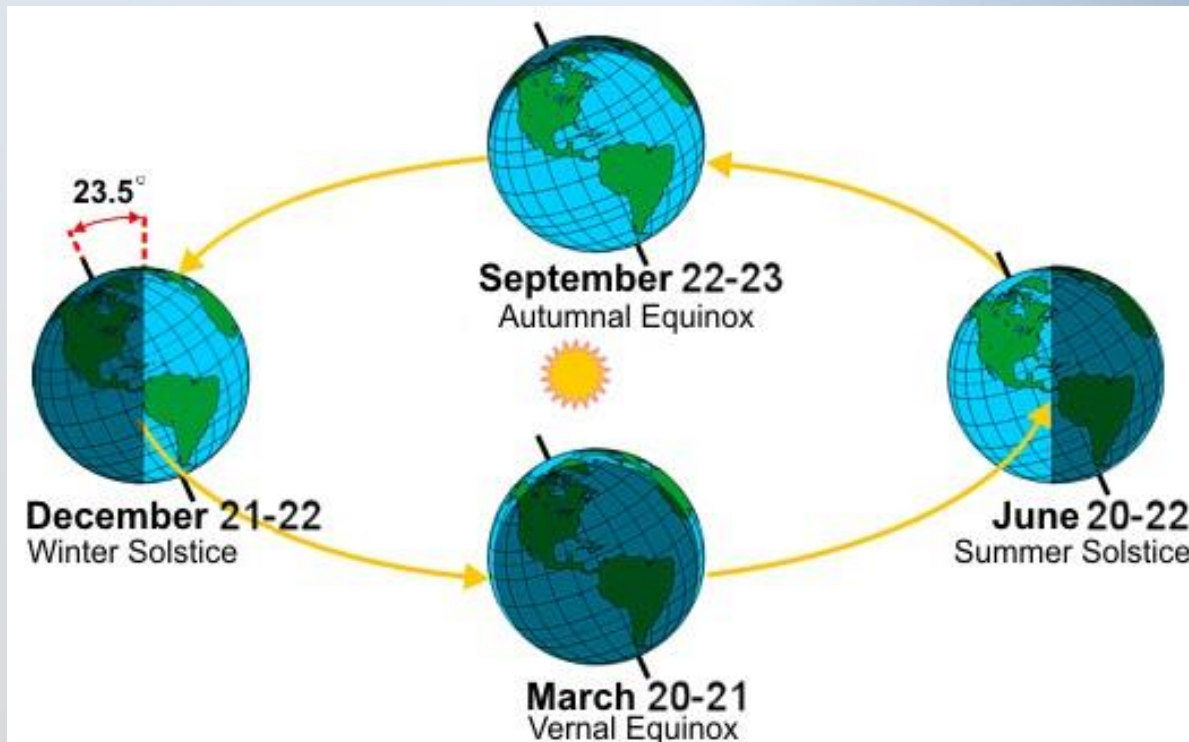 23.5°
September 22-23
Autumnal Equinox
December 21-22
Winter Solstice
June 20-22
Summer Solstice
March 20-21
Vernal Equinox